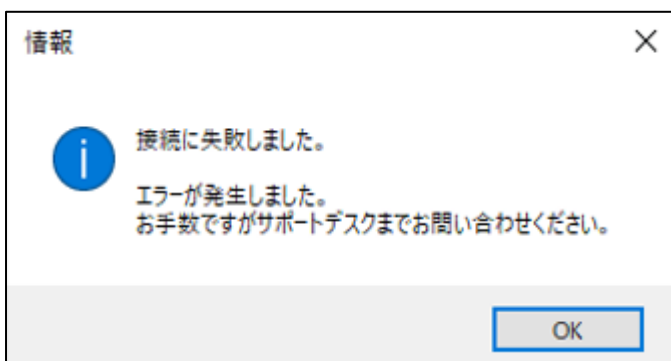 情報
接続に失敗しました。
エラーが発生しました。
お手数ですがサポートデスクまでお問い合わせください。
OK